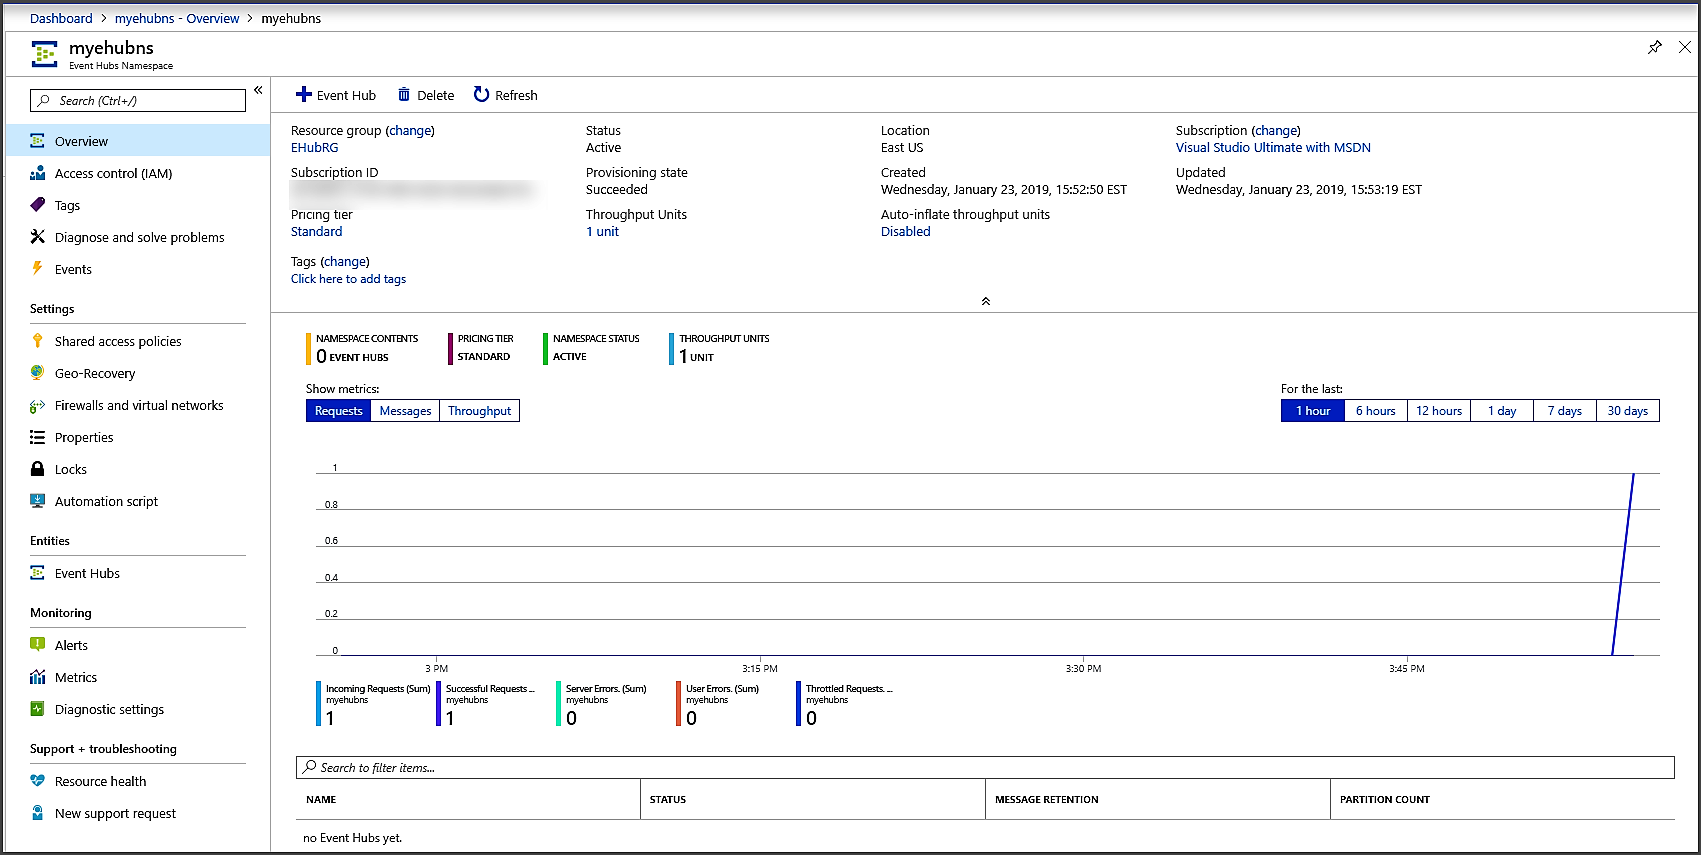 Dashboard > myehubns - Overview > myehubns
myehubns
Event Hubs Namespace
Search (Ctrl+/)
«
Overview
Access control (IAM)
Tags
Diagnose and solve problems
Events
Settings
Shared access policies
Geo-Recovery
Firewalls and virtual networks
Properties
Locks
Automation script
Entities
Event Hubs
Monitoring
Alerts
Metrics
Diagnostic settings
Support + troubleshooting
Resource health
New support request
Event Hub Delete Refresh
Resource group (change)
EHubRG
Status
Active
Location
East US
Subscription (change)
Visual Studio Ultimate with MSDN
Subscription ID
Provisioning state
Succeeded
Created
Wednesday, January 23, 2019, 15:52:50 EST
Updated
Wednesday, January 23, 2019, 15:53:19 EST
Pricing tier
Standard
Throughput Units
1 unit
Auto-inflate throughput units
Disabled
Tags (change)
Click here to add tags
NAMESPACE CONTENTS
0 EVENT HUBS
PRICING TIER
STANDARD
NAMESPACE STATUS
ACTIVE
THROUGHPUT UNITS
1 UNIT
Show metrics:
Requests Messages Throughput
For the last:
1 hour 6 hours 12 hours 1 day 7 days 30 days
1
0.8
0.6
0.4
0.2
0
3 PM 3:15 PM 3:30 PM 3:45 PM
Incoming Requests (Sum)
myehubns
1
Successful Requests ...
myehubns
1
Server Errors. (Sum)
myehubns
0
User Errors. (Sum)
myehubns
0
Throttled Requests. ...
myehubns
0
Search to filter items...
NAME STATUS MESSAGE RETENTION PARTITION COUNT
no Event Hubs yet.